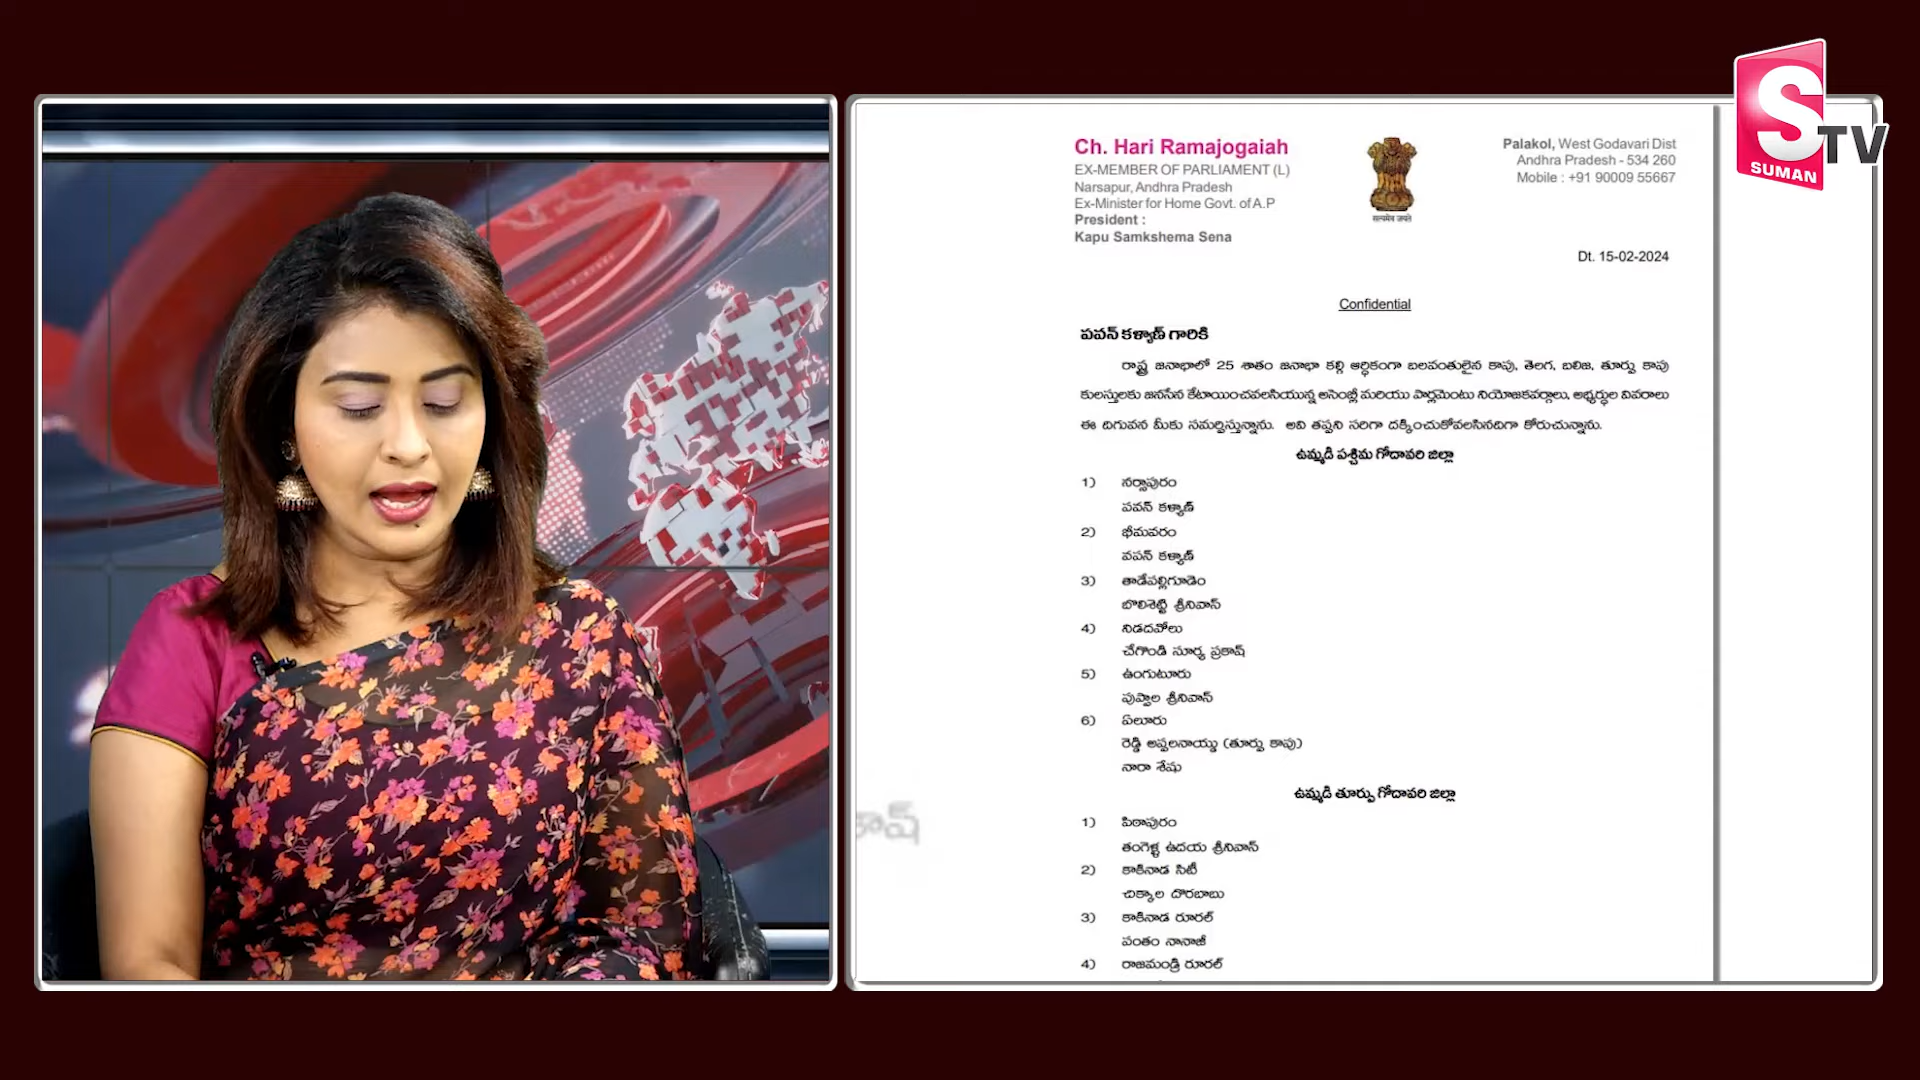 S TV
SUMAN
Ch. Hari Ramajogaiah
EX-MEMBER OF PARLIAMENT (L)
Narsapur, Andhra Pradesh
Ex-Minister for Home Govt. of A.P
President :
Kapu Samkshema Sena
सत्यमेव जयते
Palakol, West Godavari Dist
Andhra Pradesh - 534 260
Mobile : +91 90009 55667
Dt. 15-02-2024
Confidential
పవన్ కళ్యాణ్ గారికి
రాష్ట్ర జనాభాలో 25 శాతం జనాభా కల్గి ఆర్ధికంగా బలవంతులైన కాపు, తెలగ, బలిజ, తూర్పు కాపు
కులస్తులకు జనసేన కేటాయించవలసియున్న అసెంబ్లీ మరియు పార్లమెంటు నియోజకవర్గాలు, అభ్యర్ధుల వివరాలు
ఈ దిగువన మీకు సమర్పిస్తున్నాను. అవి తప్పని సరిగా దక్కించుకోవలసినదిగా కోరుచున్నాను.
ఉమ్మడి పశ్చిమ గోదావరి జిల్లా
1) నర్సాపురం
పవన్ కళ్యాణ్
2) భీమవరం
పవన్ కళ్యాణ్
3) తాడేపల్లిగూడెం
బొలిశెట్టి శ్రీనివాస్
4) నిడదవోలు
చేగొండి సూర్య ప్రకాష్
5) ఉంగుటూరు
పుప్పాల శ్రీనివాస్
6) ఏలూరు
రెడ్డి అప్పలనాయ్డు (తూర్పు కాపు)
నారా శేషు
ఉమ్మడి తూర్పు గోదావరి జిల్లా
1) పిఠాపురం
తంగెళ్ళ ఉదయ శ్రీనివాస్
2) కాకినాడ సిటీ
చిక్కాల దొరబాబు
3) కాకినాడ రూరల్
పంతం నానాజీ
4) రాజమండ్రి రూరల్
కాష్